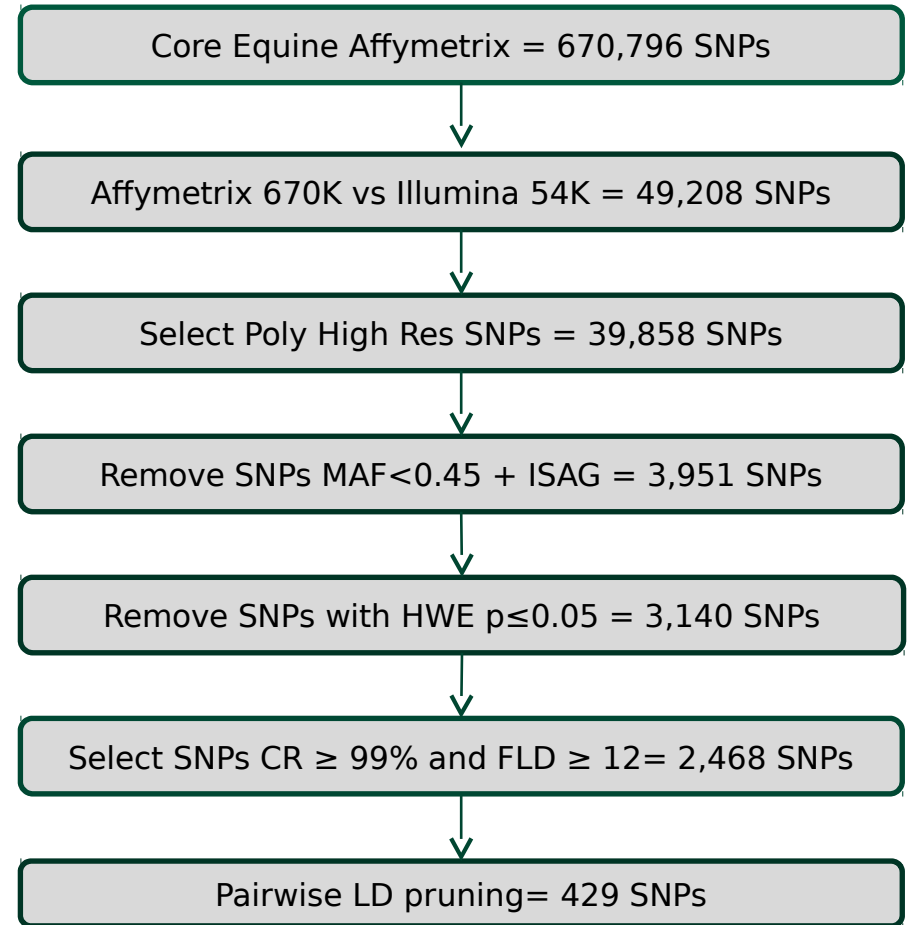 Core Equine Affymetrix = 670,796 SNPs
Affymetrix 670K vs Illumina 54K = 49,208 SNPs
Select Poly High Res SNPs = 39,858 SNPs
Remove SNPs MAF<0.45 + ISAG = 3,951 SNPs
Remove SNPs with HWE p≤0.05 = 3,140 SNPs
Select SNPs CR ≥ 99% and FLD ≥ 12= 2,468 SNPs
Pairwise LD pruning= 429 SNPs